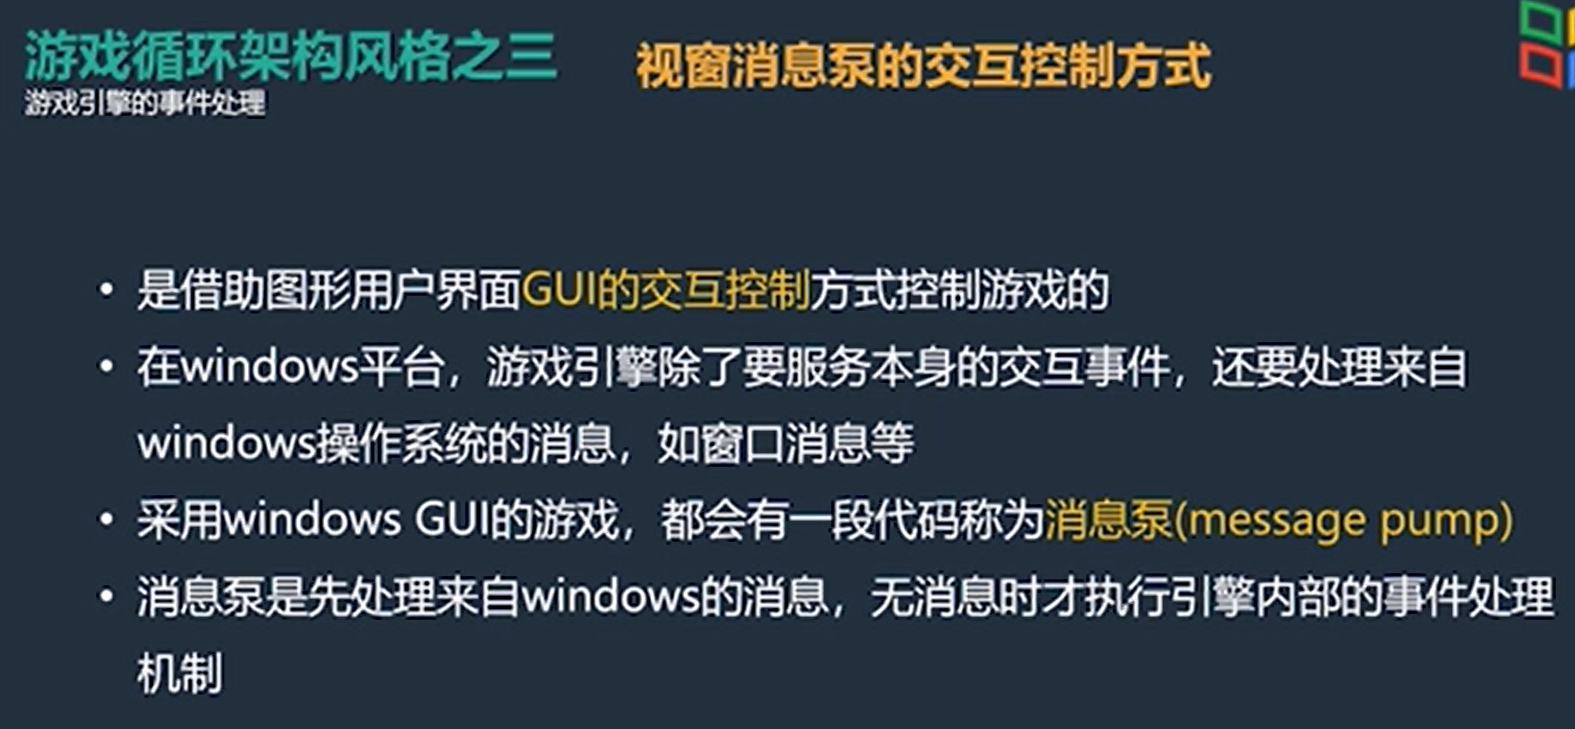 游戏循环架构风格之三
视窗消息泵的交互控制方式
游戏引擎的事件处理
• 是借助图形用户界面GUI的交互控制方式控制游戏的
• 在windows平台，游戏引擎除了要服务本身的交互事件，还要处理来自
windows操作系统的消息，如窗口消息等
• 采用windows GUI的游戏，都会有一段代码称为消息泵(message pump)
• 消息泵是先处理来自windows的消息，无消息时才执行引擎内部的事件处理
机制